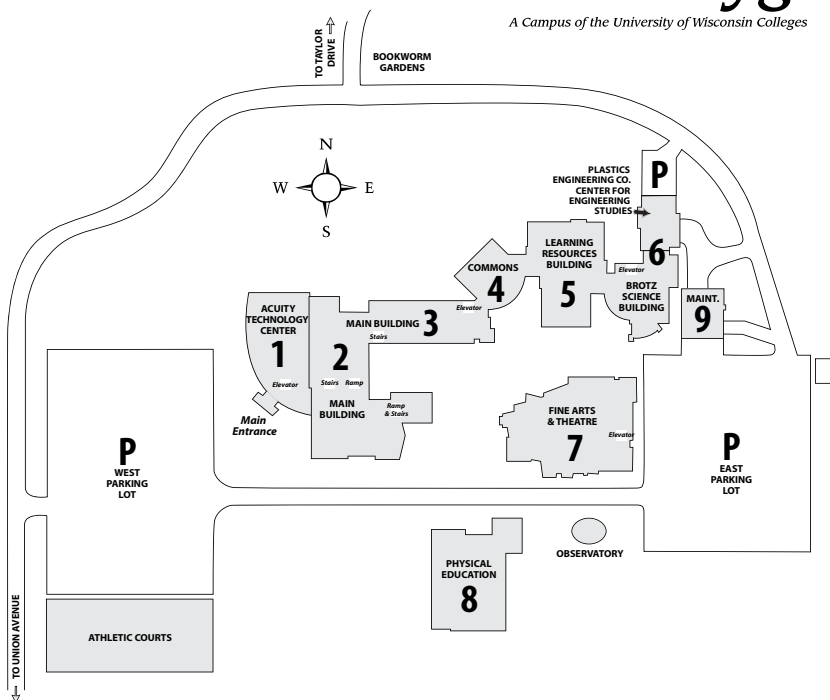 A Campus of the University of Wisconsin Colleges
TO TAYLOR
DRIVE
BOOKWORM
GARDENS
N
W
E
S
PLASTICS
ENGINEERING CO.
CENTER FOR
ENGINEERING
STUDIES
P
6
Elevator
BROTZ
SCIENCE
BUILDING
LEARNING
RESOURCES
BUILDING
5
COMMONS
4
Elevator
MAINT.
9
ACUITY
TECHNOLOGY
CENTER
1
Elevator
MAIN BUILDING 3
Stairs
2
Stairs Ramp
MAIN
BUILDING
Ramp
& Stairs
Main
Entrance
FINE ARTS
& THEATRE
7
Elevator
P
WEST
PARKING
LOT
P
EAST
PARKING
LOT
OBSERVATORY
PHYSICAL
EDUCATION
8
ATHLETIC COURTS
TO UNION AVENUE